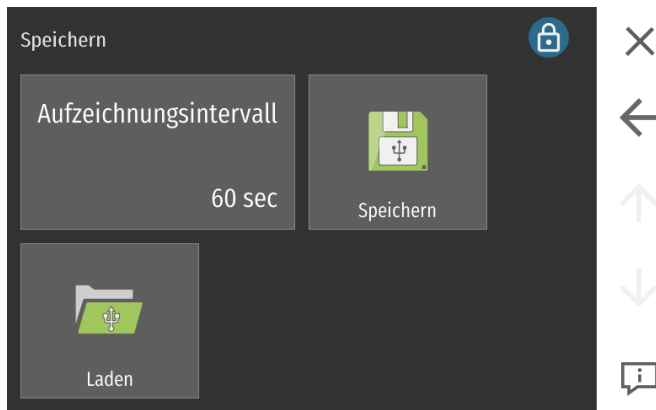 Speichern
Aufzeichnungsintervall
60 sec
Speichern
Laden